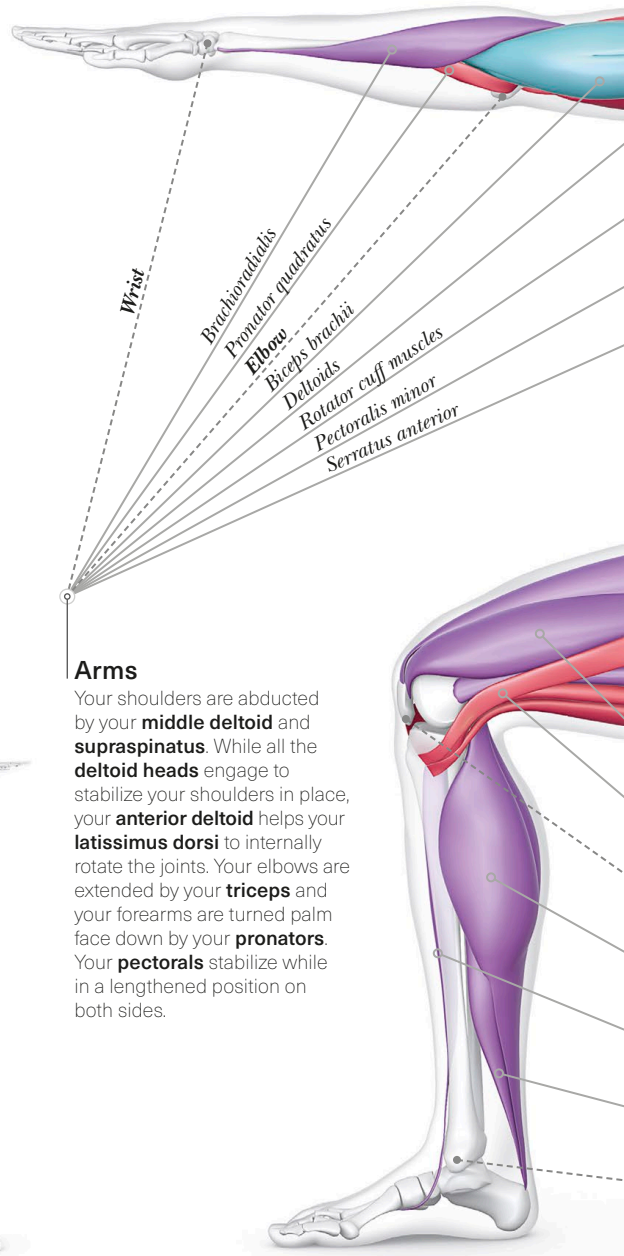 Wrist
Brachioradialis
Pronator quadratus
Elbow
Biceps brachii
Deltoids
Rotator cuff muscles
Pectoralis minor
Serratus anterior
Arms
Your shoulders are abducted
by your middle deltoid and
supraspinatus. While all the
deltoid heads engage to
stabilize your shoulders in place,
your anterior deltoid helps your
latissimus dorsi to internally
rotate the joints. Your elbows are
extended by your triceps and
your forearms are turned palm
face down by your pronators.
Your pectorals stabilize while
in a lengthened position on
both sides.